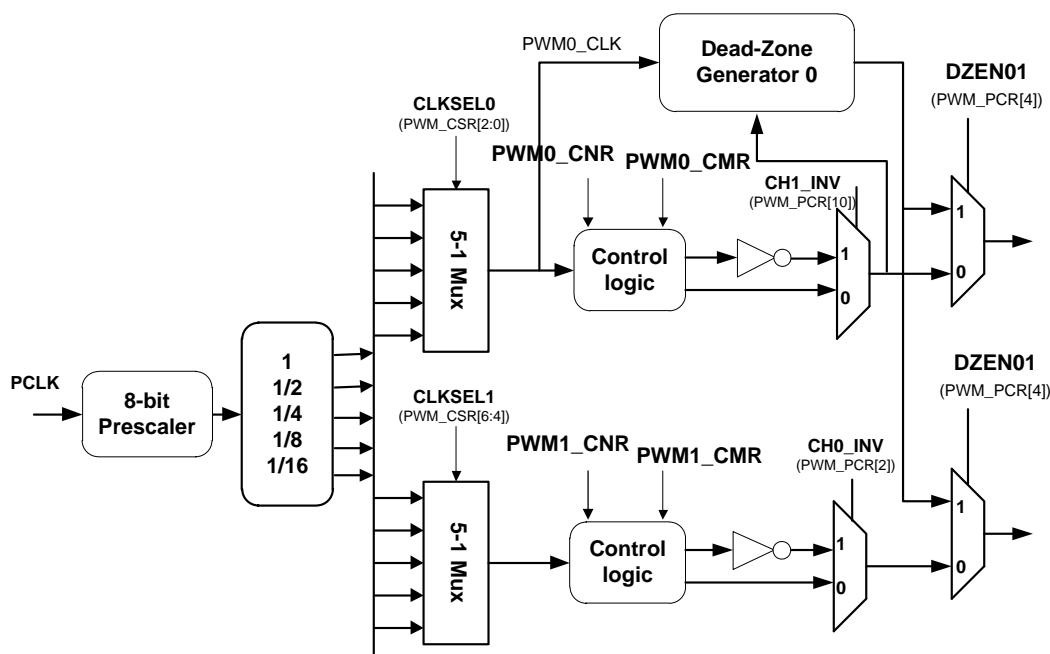 PWM0_CLK
Dead-Zone
Generator 0
DZEN01
(PWM_PCR[4])
CLKSEL0
(PWM_CSR[2:0])
PWM0_CNR
PWM0_CMR
CH1_INV
(PWM_PCR[10])
5-1 Mux
Control
logic
1
0
1
0
PCLK
8-bit
Prescaler
1
1/2
1/4
1/8
1/16
CLKSEL1
(PWM_CSR[6:4])
PWM1_CNR
PWM1_CMR
CH0_INV
(PWM_PCR[2])
DZEN01
(PWM_PCR[4])
5-1 Mux
Control
logic
1
0
1
0